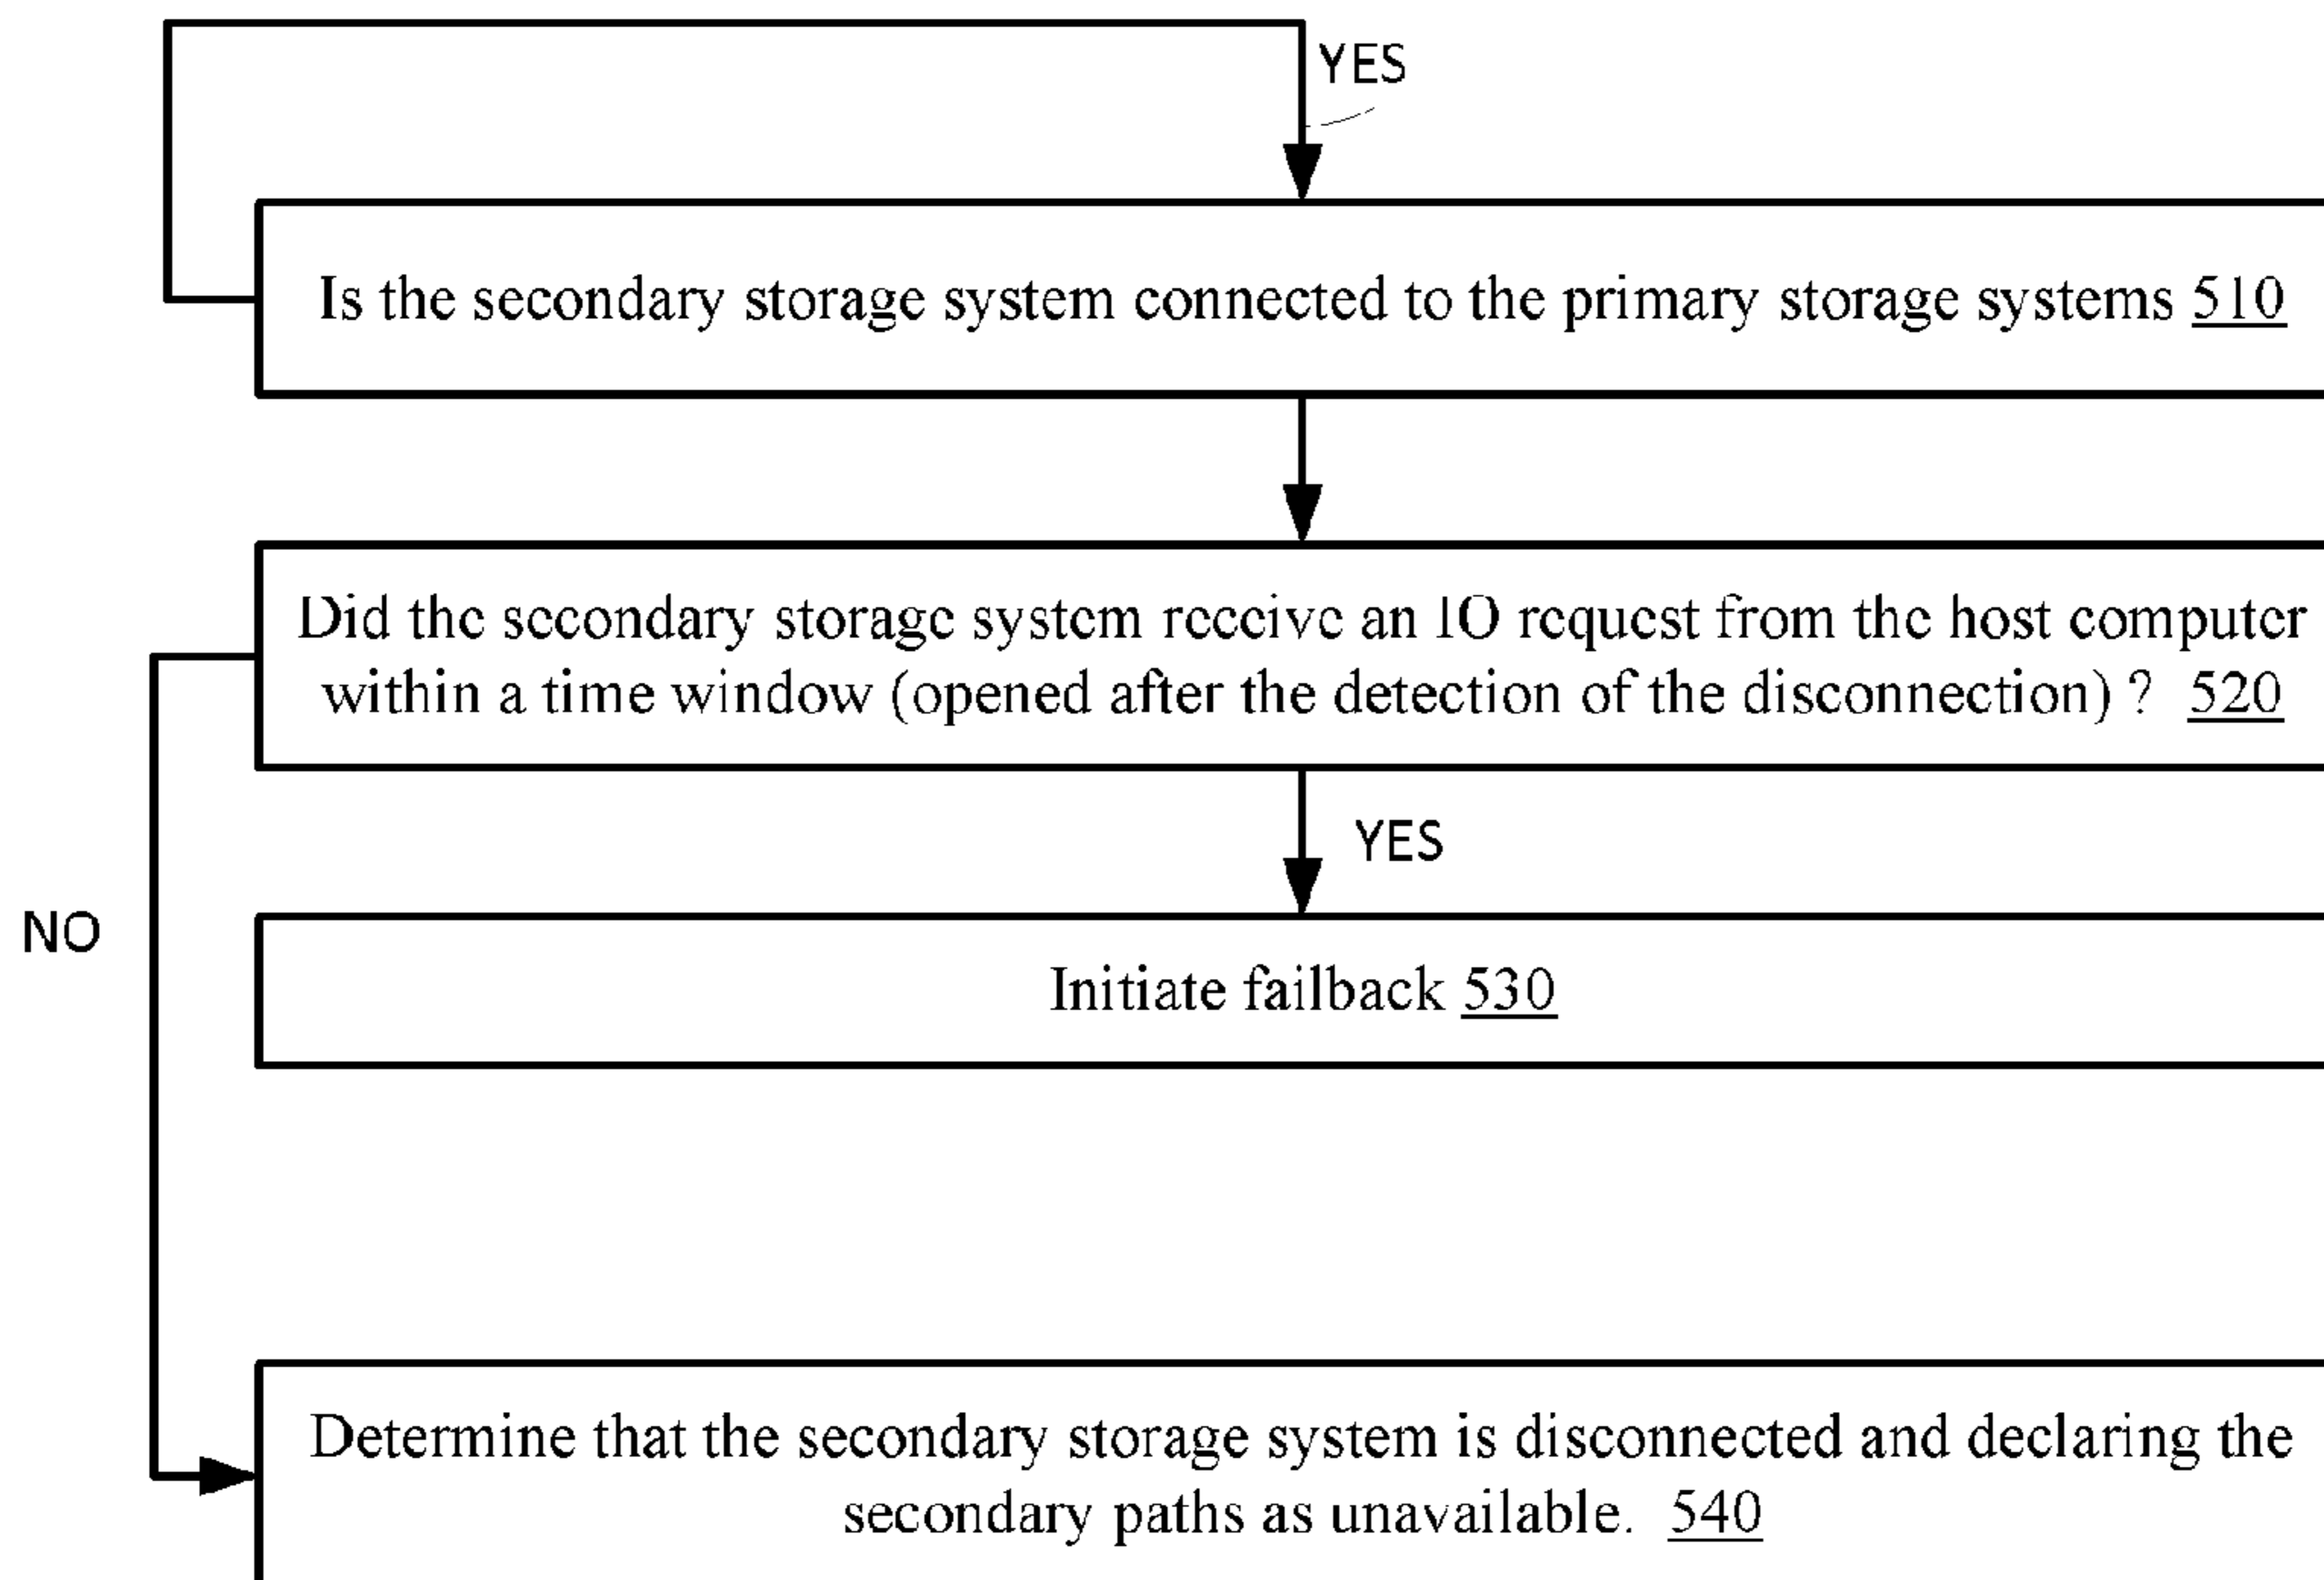 YES
Is the secondary storage system connected to the primary storage systems 510
Did the secondary storage system receive an IO request from the host computer
within a time window (opened after the detection of the disconnection) ? 520
YES
NO
Initiate failback 530
Determine that the secondary storage system is disconnected and declaring the
secondary paths as unavailable. 540